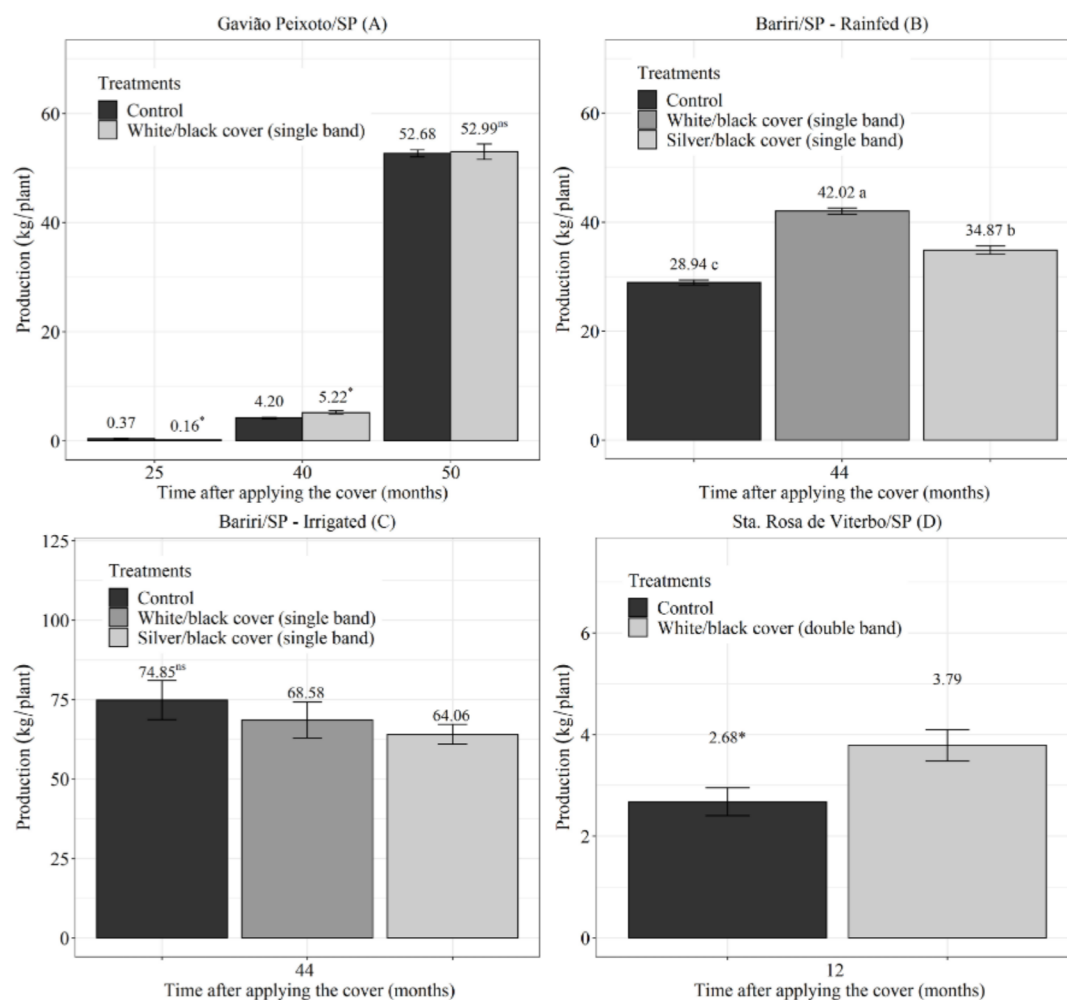 Gavião Peixoto/SP (A)
Treatments
Control
White/black cover (single band)
Production (kg/plant)
60
40
20
0
0.37
0.16*
4.20
5.22*
52.68
52.99ns
25
40
50
Time after applying the cover (months)
Bariri/SP - Rainfed (B)
Treatments
Control
White/black cover (single band)
Silver/black cover (single band)
Production (kg/plant)
60
40
20
0
28.94 c
42.02 a
34.87 b
44
Time after applying the cover (months)
Bariri/SP - Irrigated (C)
Treatments
Control
White/black cover (single band)
Silver/black cover (single band)
Production (kg/plant)
125
100
75
50
25
0
74.85ns
68.58
64.06
44
Time after applying the cover (months)
Sta. Rosa de Viterbo/SP (D)
Treatments
Control
White/black cover (double band)
Production (kg/plant)
6
4
2
0
2.68*
3.79
12
Time after applying the cover (months)